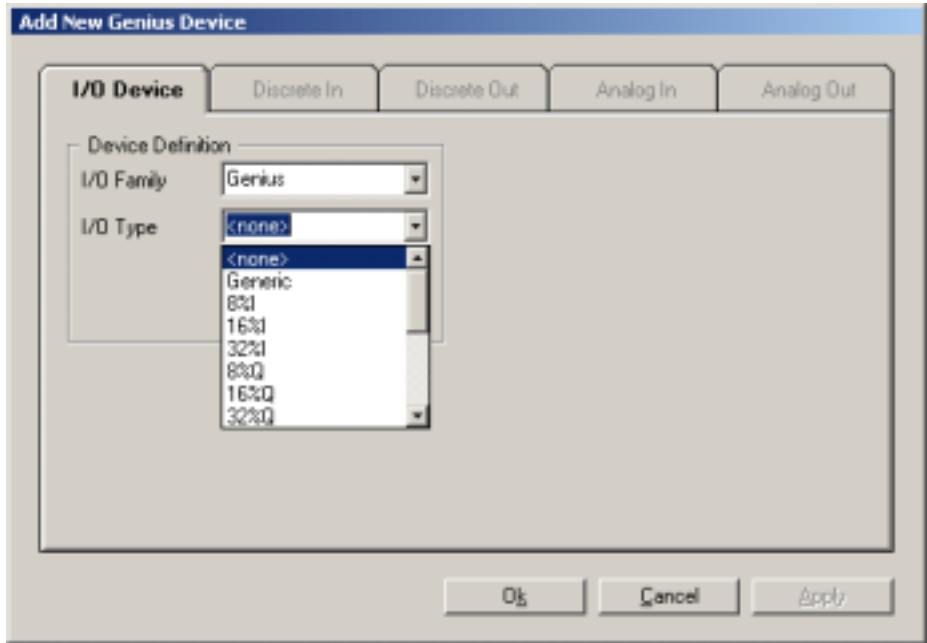 Add New Genius Device
I/O Device Discrete In Discrete Out Analog In Analog Out
Device Definition
I/O Family Genius
I/O Type <none>
<none>
Generic
8%I
16%I
32%I
8%Q
16%Q
32%Q
Ok Cancel Apply